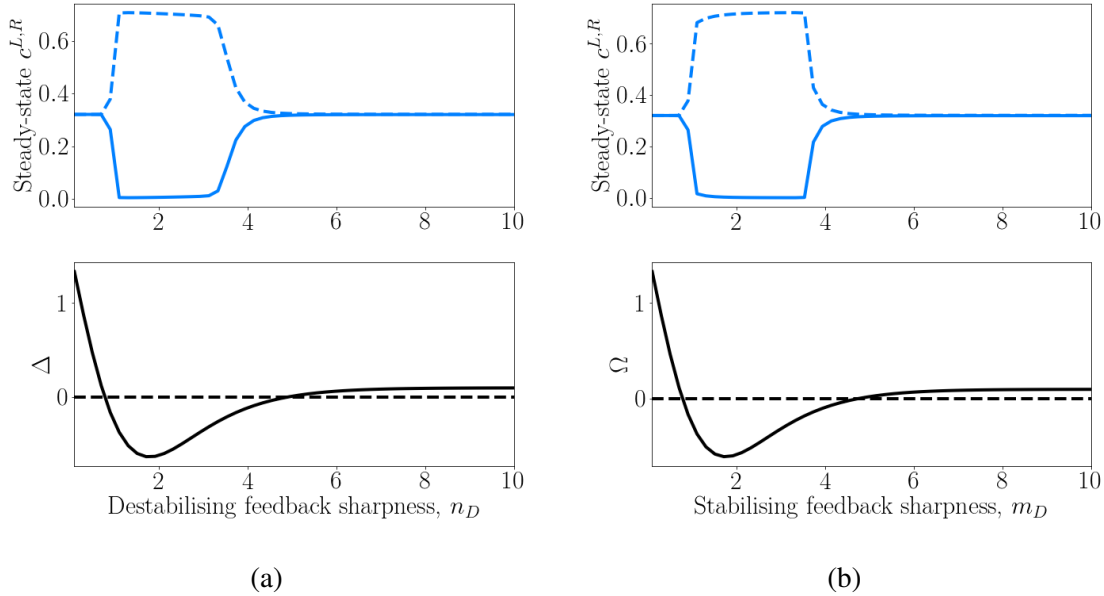 Steady-state c^{L,R}
0.6
0.4
0.2
0.0
2 4 6 8 10
Δ
1
0
2 4 6 8 10
Destabilising feedback sharpness, n_D
(a)
Steady-state c^{L,R}
0.6
0.4
0.2
0.0
2 4 6 8 10
Ω
1
0
2 4 6 8 10
Stabilising feedback sharpness, m_D
(b)